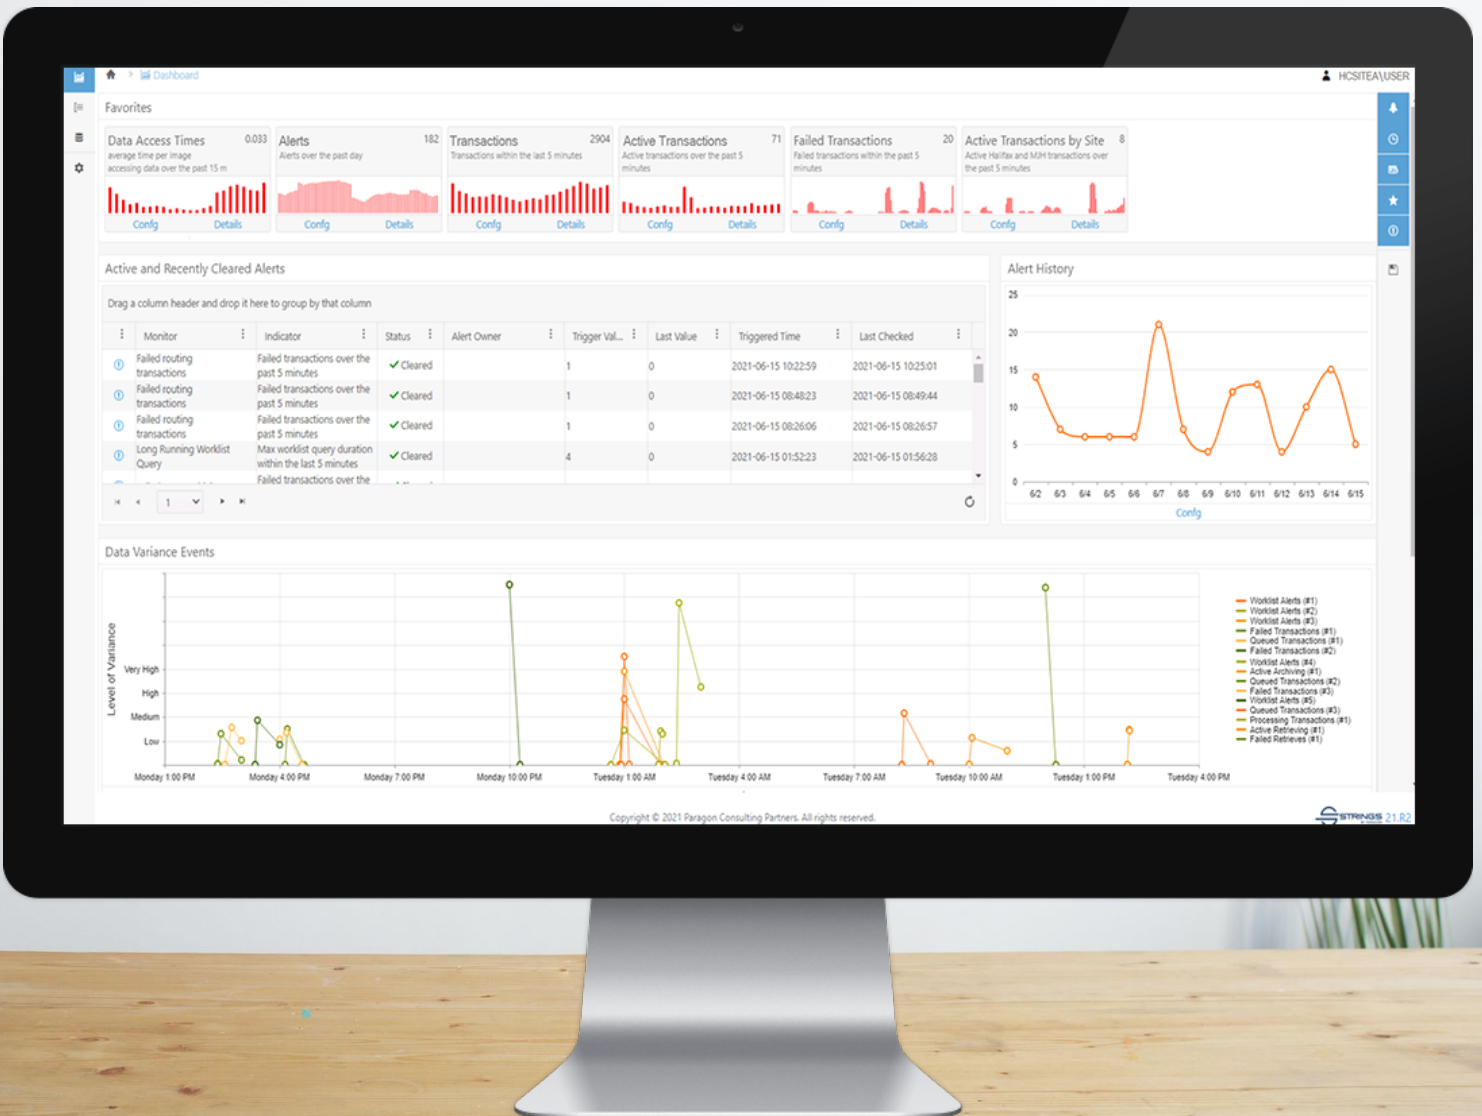 Dashboard
HCSITEA\USER
Favorites
Data Access Times 0.033
average time per image
accessing data over the past 15 m
Confg Details
Alerts 182
Alerts over the past day
Confg Details
Transactions 2904
Transactions within the last 5 minutes
Confg Details
Active Transactions 71
Active transactions over the past 5
minutes
Confg Details
Failed Transactions 20
Failed transactions within the past 5
minutes
Confg Details
Active Transactions by Site 8
Active Halifax and MJH transactions over
the past 5 minutes
Confg Details
Active and Recently Cleared Alerts
Drag a column header and drop it here to group by that column
Monitor Indicator Status Alert Owner Trigger Val... Last Value Triggered Time Last Checked
Failed routing
transactions
Failed transactions over the
past 5 minutes
Cleared
1 0 2021-06-15 10:22:59 2021-06-15 10:25:01
Failed routing
transactions
Failed transactions over the
past 5 minutes
Cleared
1 0 2021-06-15 08:48:23 2021-06-15 08:49:44
Failed routing
transactions
Failed transactions over the
past 5 minutes
Cleared
1 0 2021-06-15 08:26:06 2021-06-15 08:26:57
Long Running Worklist
Query
Max worklist query duration
within the last 5 minutes
Cleared
4 0 2021-06-15 01:52:23 2021-06-15 01:56:28
Failed transactions over the
1
Alert History
25
20
15
10
5
0
6/2 6/3 6/4 6/5 6/6 6/7 6/8 6/9 6/10 6/11 6/12 6/13 6/14 6/15
Confg
Data Variance Events
Level of Variance
Very High
High
Medium
Low
Monday 1:00 PM Monday 4:00 PM Monday 7:00 PM Monday 10:00 PM Tuesday 1:00 AM Tuesday 4:00 AM Tuesday 7:00 AM Tuesday 10:00 AM Tuesday 1:00 PM Tuesday 4:00 PM
Worklist Alerts (#1)
Worklist Alerts (#2)
Worklist Alerts (#3)
Failed Transactions (#1)
Queued Transactions (#1)
Failed Transactions (#2)
Worklist Alerts (#4)
Active Archiving (#1)
Queued Transactions (#2)
Failed Transactions (#3)
Worklist Alerts (#5)
Queued Transactions (#3)
Processing Transactions (#1)
Active Retrieving (#1)
Failed Retrieves (#1)
Copyright © 2021 Paragon Consulting Partners. All rights reserved.
STRINGS 21.R2